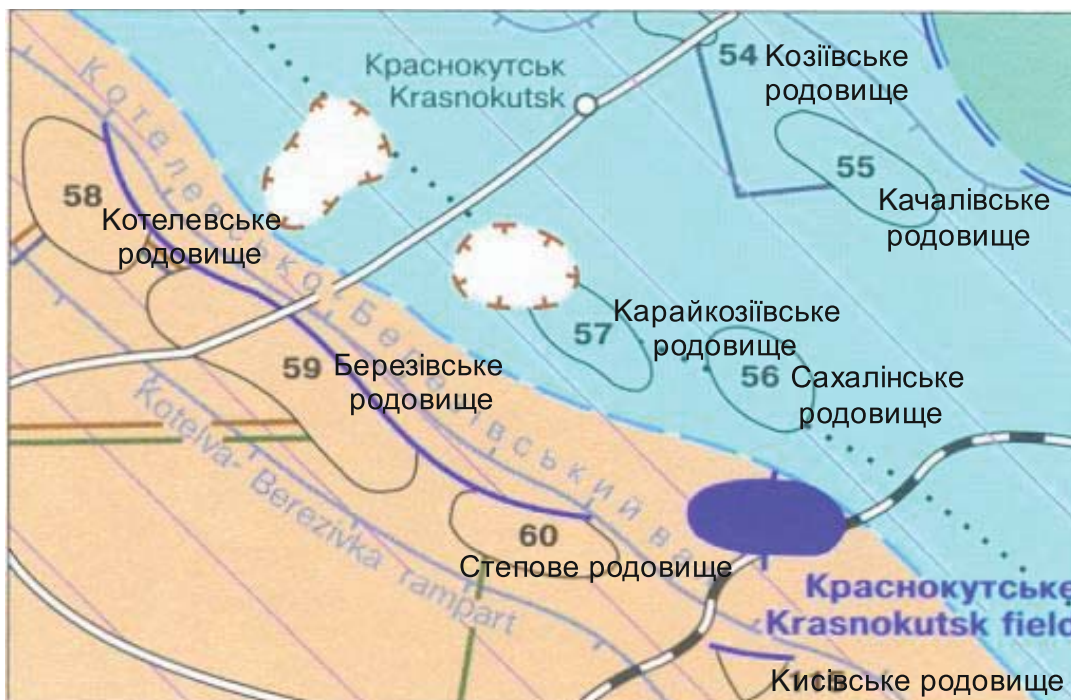 54 Козіївське
родовище
Краснокутськ
Krasnokutsk
55
Качалівське
родовище
58
Котелевське
родовище
Карайкозіївське
родовище
57
56 Сахалінське
родовище
59 Березівське
родовище
Kotelva-Berezivka rampart
60
Степове родовище
Краснокутське
Krasnokutsk field
Кисівське родовище